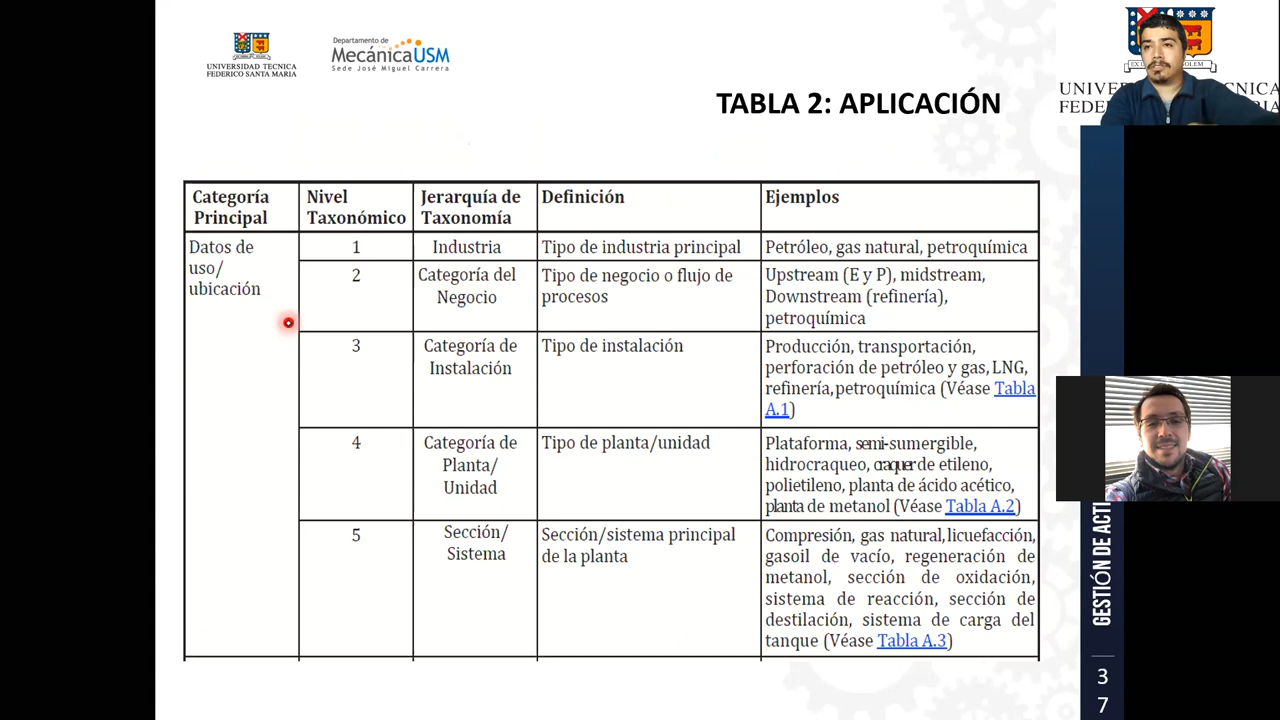 UNIVERSIDAD TECNICA
FEDERICO SANTA MARIA
Departamento de
MecánicaUSM
Sede José Miguel Carrera
TABLA 2: APLICACIÓN
Categoría Principal | Nivel Taxonómico | Jerarquía de Taxonomía | Definición | Ejemplos
Datos de uso/ ubicación | 1 | Industria | Tipo de industria principal | Petróleo, gas natural, petroquímica
2 | Categoría del Negocio | Tipo de negocio o flujo de procesos | Upstream (E y P), midstream, Downstream (refinería), petroquímica
3 | Categoría de Instalación | Tipo de instalación | Producción, transportación, perforación de petróleo y gas, LNG, refinería, petroquímica (Véase Tabla A.1)
4 | Categoría de Planta/ Unidad | Tipo de planta/unidad | Plataforma, semi-sumergible, hidrocraqueo, craquer de etileno, polietileno, planta de ácido acético, planta de metanol (Véase Tabla A.2)
5 | Sección/ Sistema | Sección/sistema principal de la planta | Compresión, gas natural, licuefacción, gasoil de vacío, regeneración de metanol, sección de oxidación, sistema de reacción, sección de destilación, sistema de carga del tanque (Véase Tabla A.3)
UNIVE
CNICA
FEDER
GESTIÓN DE ACTI
3
7